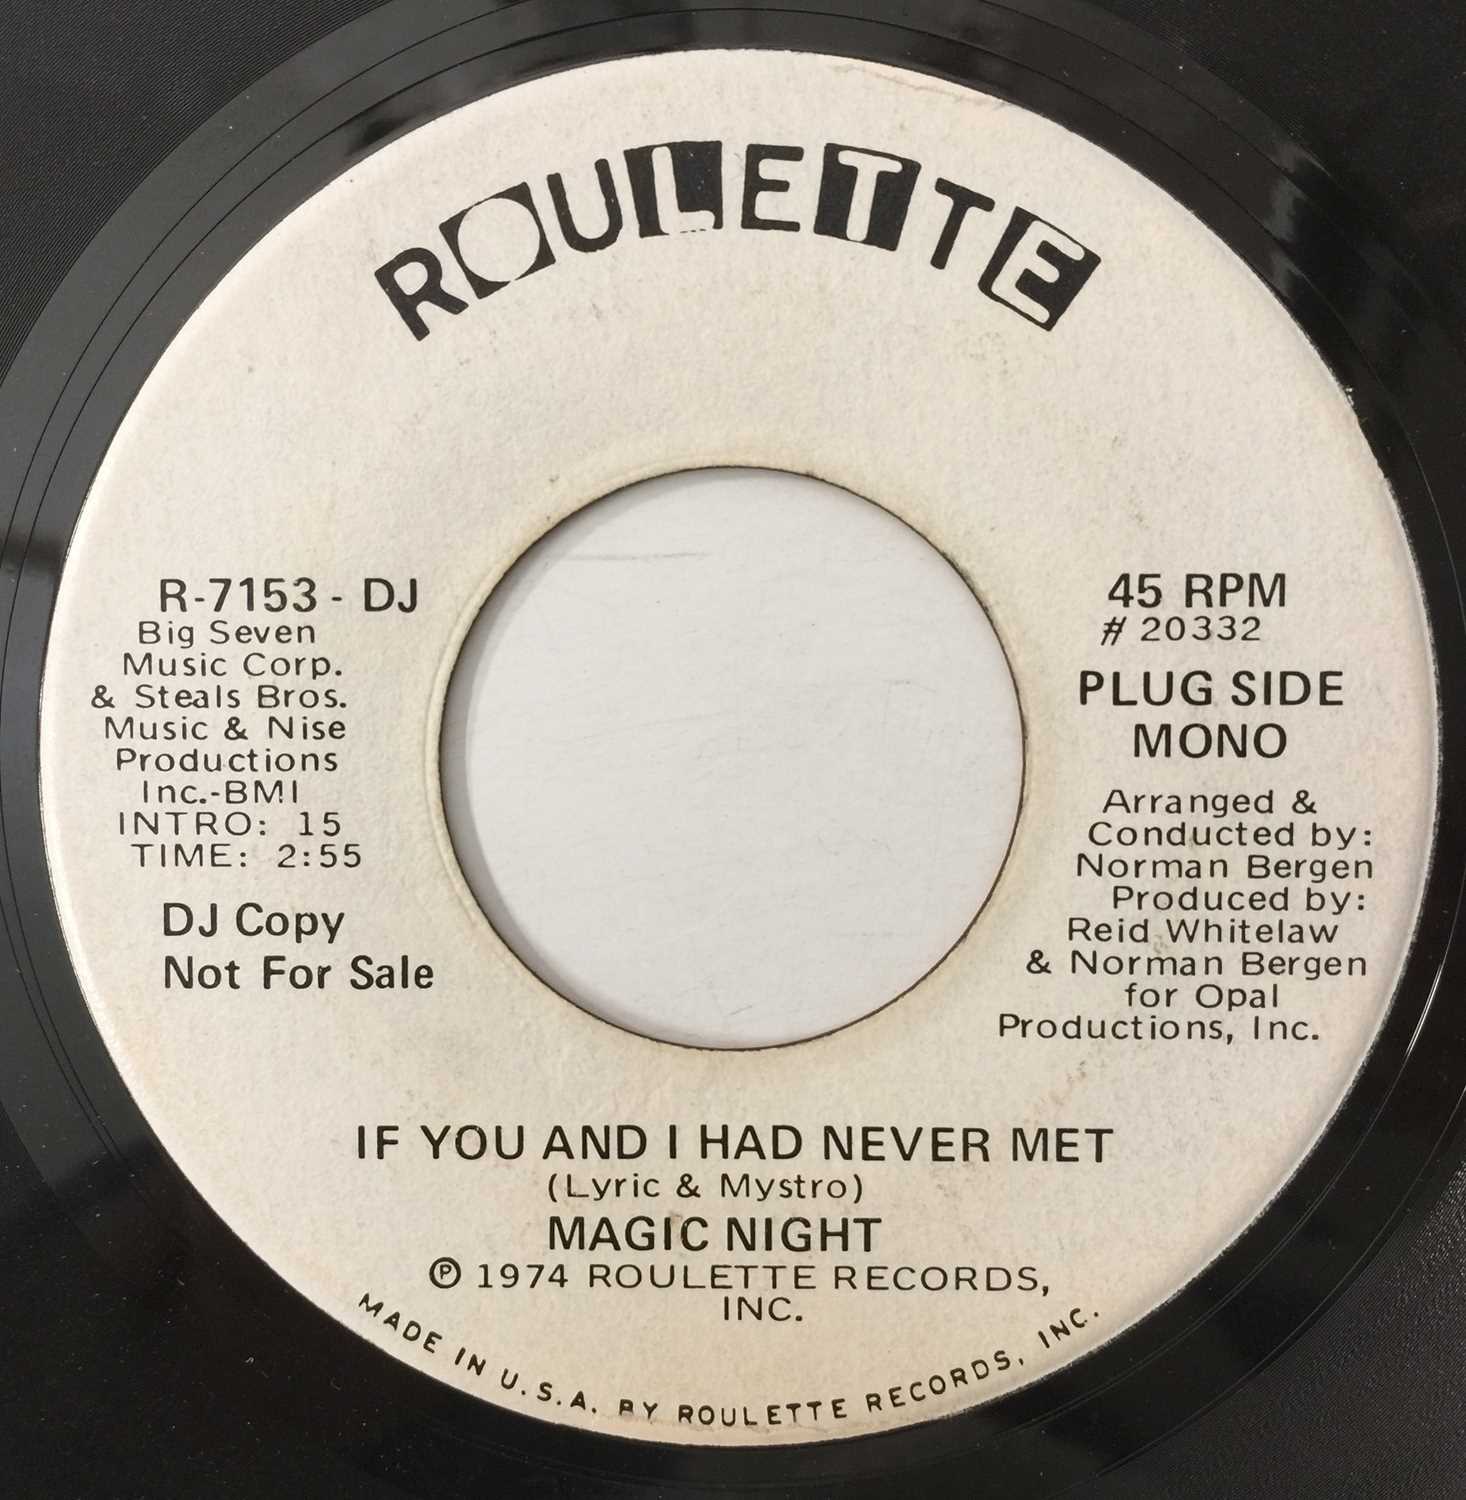 ROULETTE
R-7153 - DJ
Big Seven
Music Corp.
& Steals Bros.
Music & Nise
Productions
Inc.-BMI
INTRO: 15
TIME: 2:55
DJ Copy
Not For Sale
45 RPM
# 20332
PLUG SIDE
MONO
Arranged &
Conducted by:
Norman Bergen
Produced by:
Reid Whitelaw
& Norman Bergen
for Opal
Productions, Inc.
IF YOU AND I HAD NEVER MET
(Lyric & Mystro)
MAGIC NIGHT
℗ 1974 ROULETTE RECORDS,
INC.
MADE IN U.S.A. BY ROULETTE RECORDS, INC.